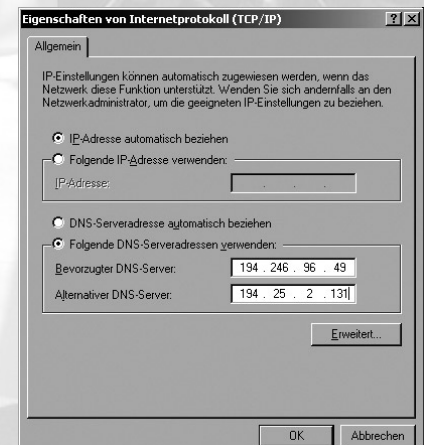 Eigenschaften von Internetprotokoll (TCP/IP)
Allgemein
IP-Einstellungen können automatisch zugewiesen werden, wenn das
Netzwerk diese Funktion unterstützt. Wenden Sie sich andernfalls an den
Netzwerkadministrator, um die geeigneten IP-Einstellungen zu beziehen.
IP-Adresse automatisch beziehen
Folgende IP-Adresse verwenden:
IP-Adresse:
DNS-Serveradresse automatisch beziehen
Folgende DNS-Serveradressen verwenden:
Bevorzugter DNS-Server: 194 . 246 . 96 . 49
Alternativer DNS-Server: 194 . 25 . 2 . 131
Erweitert...
OK Abbrechen